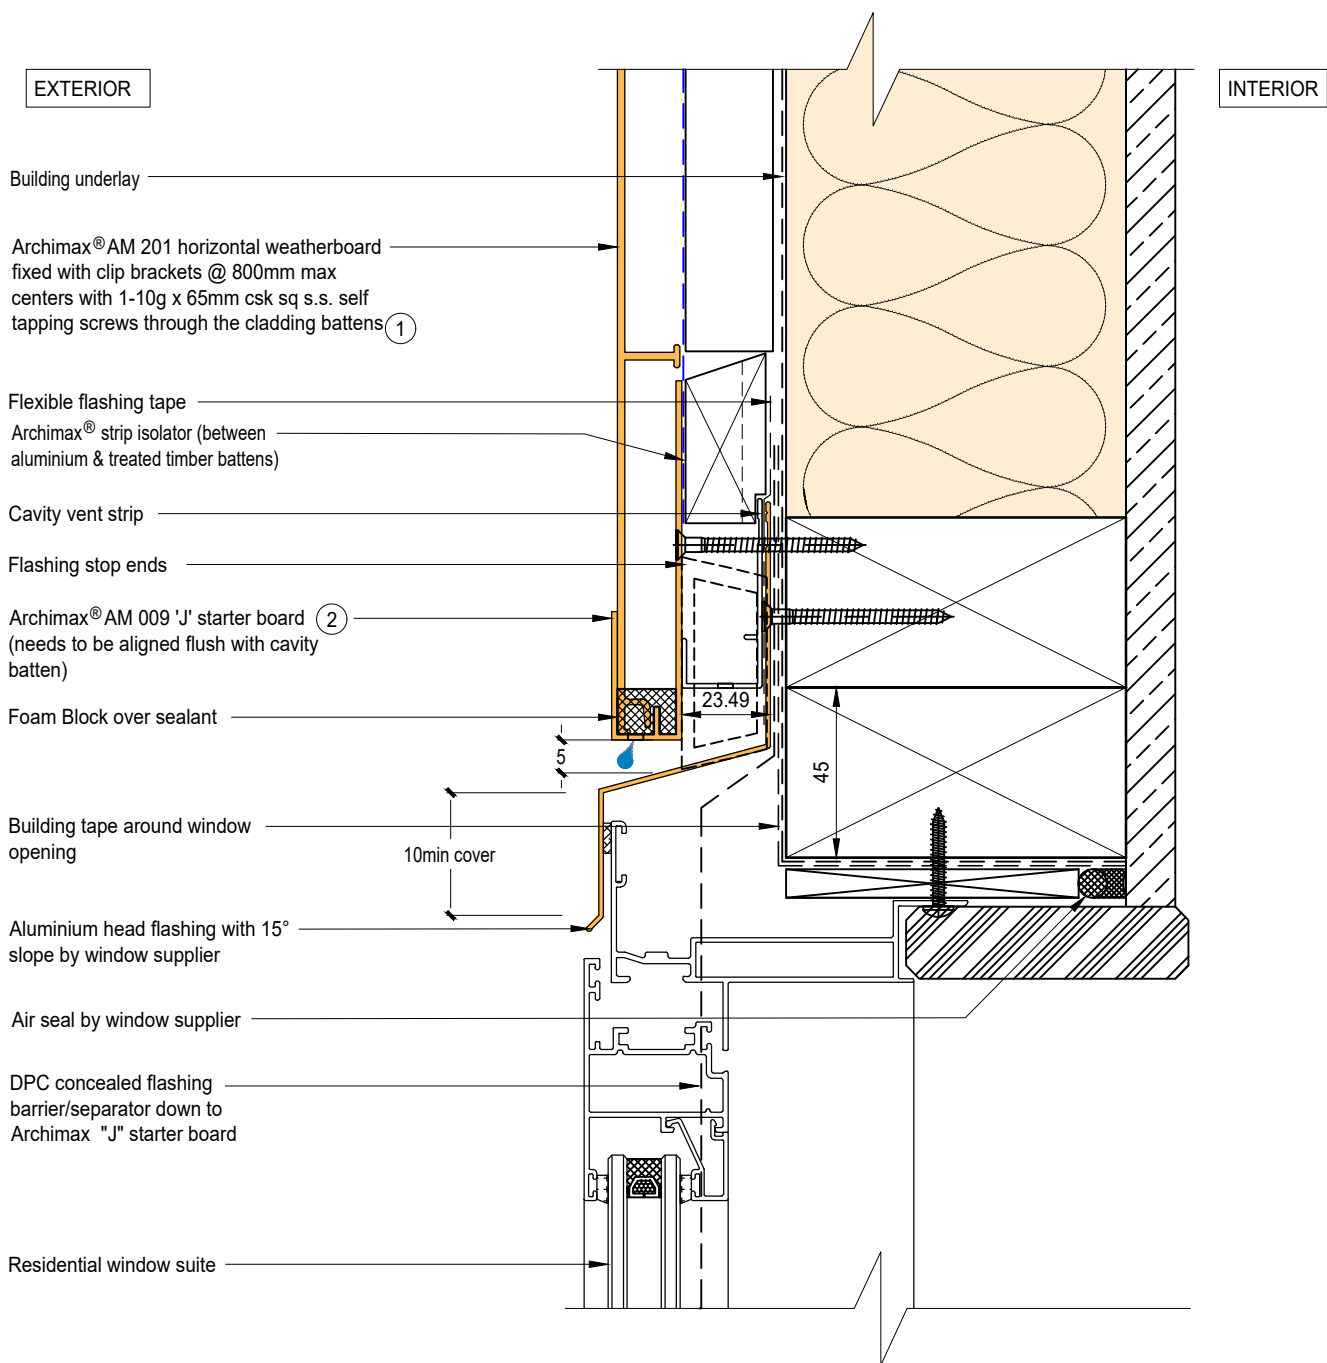 EXTERIOR
INTERIOR
Building underlay
Archimax® AM 201 horizontal weatherboard
fixed with clip brackets @ 800mm max
centers with 1-10g x 65mm csk sq s.s. self
tapping screws through the cladding battens 1
Flexible flashing tape
Archimax® strip isolator (between
aluminium & treated timber battens)
Cavity vent strip
Flashing stop ends
Archimax® AM 009 'J' starter board 2
(needs to be aligned flush with cavity
batten)
Foam Block over sealant
23.49
5
45
Building tape around window
opening
10min cover
Aluminium head flashing with 15°
slope by window supplier
Air seal by window supplier
DPC concealed flashing
barrier/separator down to
Archimax "J" starter board
Residential window suite